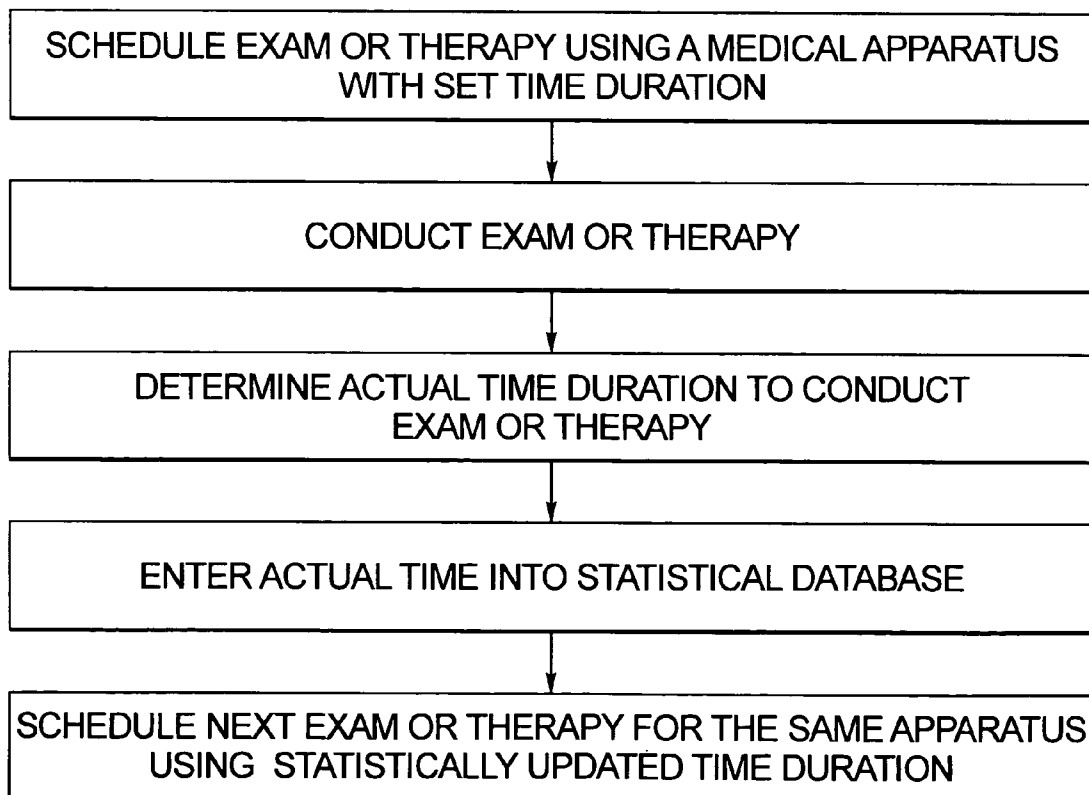 SCHEDULE EXAM OR THERAPY USING A MEDICAL APPARATUS
WITH SET TIME DURATION
CONDUCT EXAM OR THERAPY
DETERMINE ACTUAL TIME DURATION TO CONDUCT
EXAM OR THERAPY
ENTER ACTUAL TIME INTO STATISTICAL DATABASE
SCHEDULE NEXT EXAM OR THERAPY FOR THE SAME APPARATUS
USING STATISTICALLY UPDATED TIME DURATION